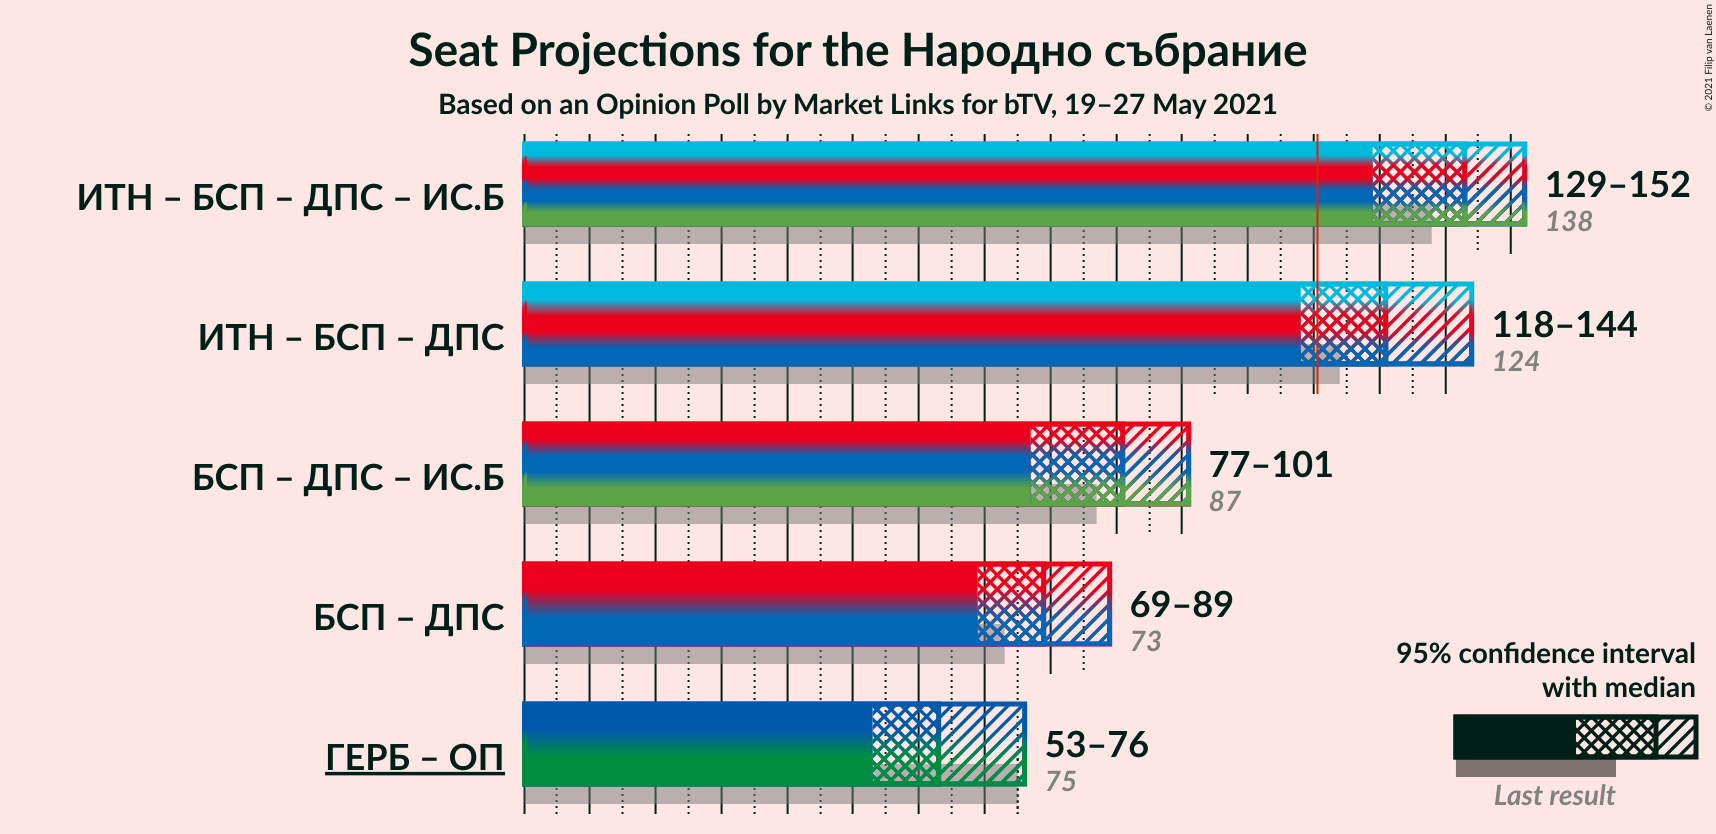 Seat Projections for the Народно събрание
Based on an Opinion Poll by Market Links for bTV, 19–27 May 2021
© 2021 Filip van Laenen
ИТН – БСП – ДПС – ИС.Б
129–152
138
ИТН – БСП – ДПС
118–144
124
БСП – ДПС – ИС.Б
77–101
87
БСП – ДПС
69–89
73
ГЕРБ – ОП
53–76
75
95% confidence interval
with median
Last result